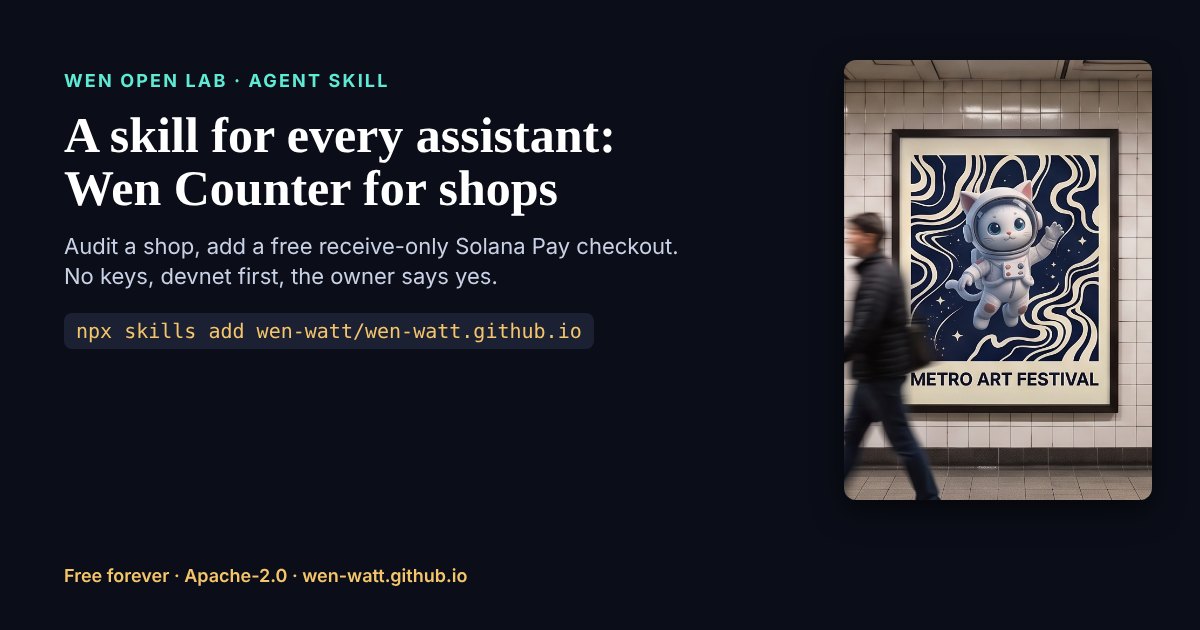 WEN OPEN LAB · AGENT SKILL
A skill for every assistant:
Wen Counter for shops
Audit a shop, add a free receive-only Solana Pay checkout.
No keys, devnet first, the owner says yes.
npx skills add wen-watt/wen-watt.github.io
METRO ART FESTIVAL
Free forever · Apache-2.0 · wen-watt.github.io